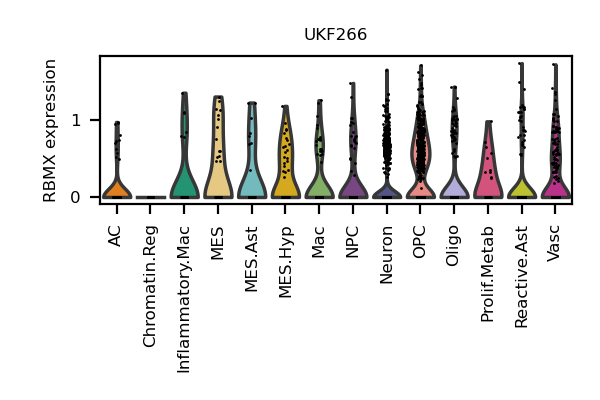 UKF266
RBMX expression
1
0
AC
Chromatin.Reg
Inflammatory.Mac
MES
MES.Ast
MES.Hyp
Mac
NPC
Neuron
OPC
Oligo
Prolif.Metab
Reactive.Ast
Vasc